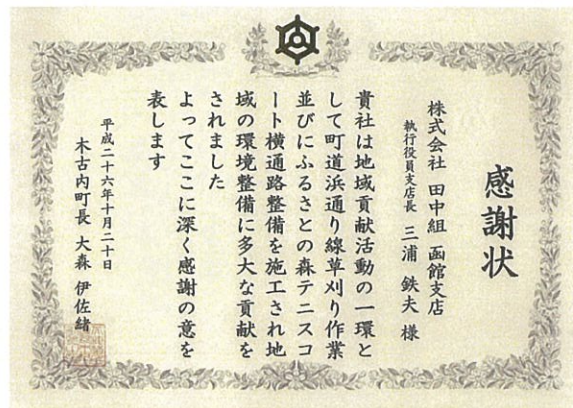 感謝状
株式会社 田中組 函館支店
執行役員支店長 三浦 鉄夫 様
貴社は地域貢献活動の一環と
して町道浜通り線草刈り作業
並びにふるさとの森テニスコ
ート横通路整備を施工され地
域の環境整備に多大な貢献を
されました
よってここに深く感謝の意を
表します
平成二十六年十月二十日
木古内町長 大森 伊佐緒